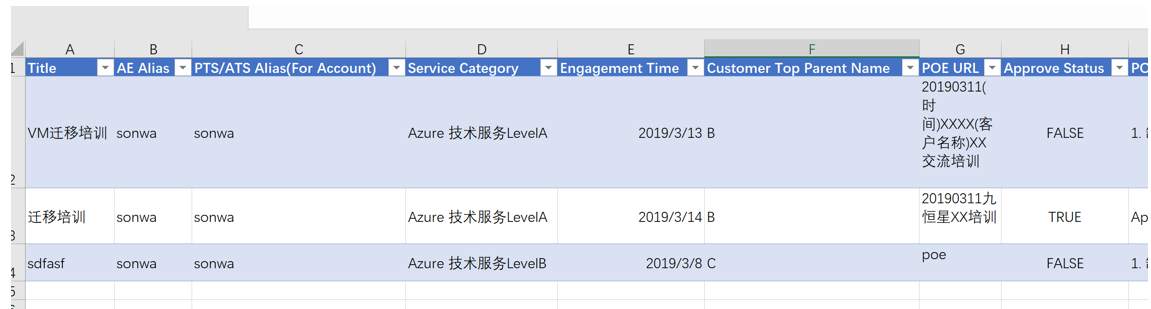 A B C D E F G H
1 Title AE Alias PTS/ATS Alias(For Account) Service Category Engagement Time Customer Top Parent Name POE URL Approve Status
20190311(
时
间)XXXX(客
户名称)XX
交流培训
VM迁移培训 sonwa sonwa Azure 技术服务LevelA 2019/3/13 B FALSE 1.
2
20190311九
恒星XX培训
迁移培训 sonwa sonwa Azure 技术服务LevelA 2019/3/14 B TRUE Ap
3
poe
sdfasf sonwa sonwa Azure 技术服务LevelB 2019/3/8 C FALSE 1.
4
5